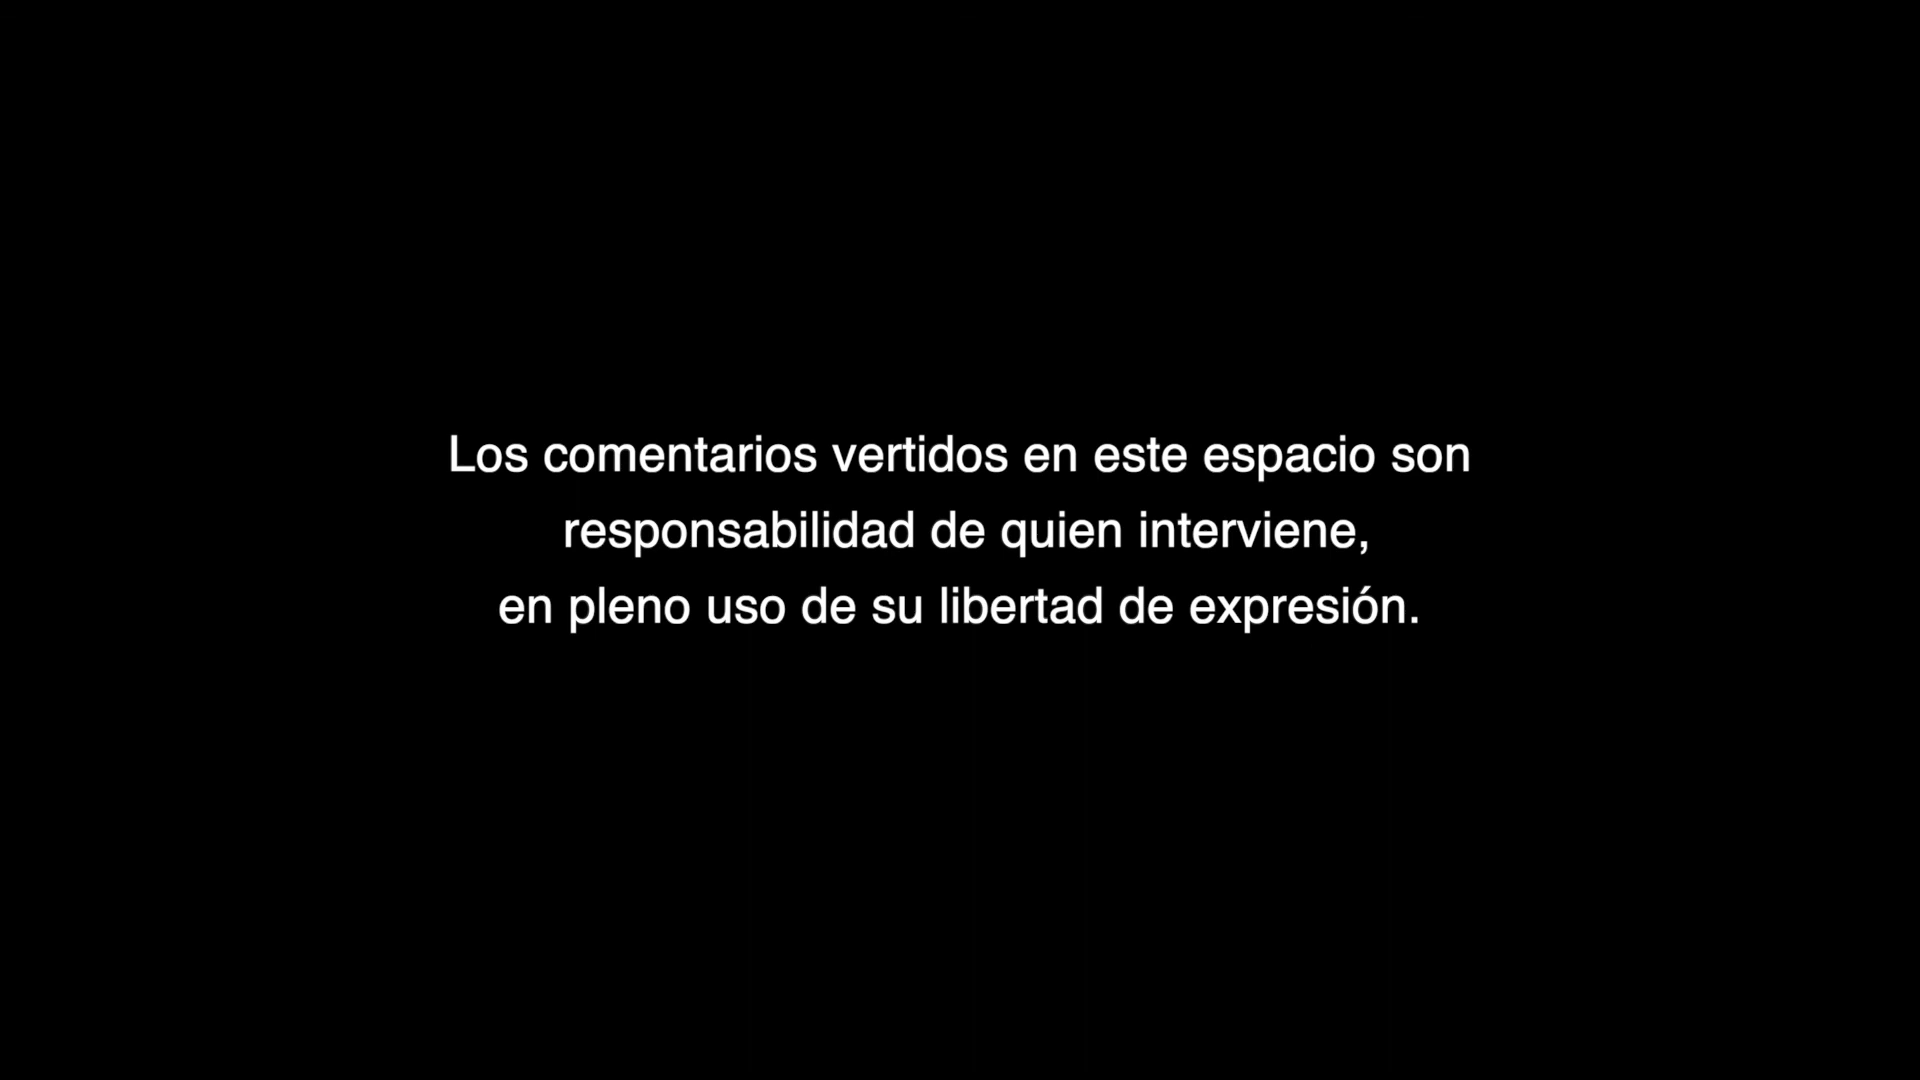 Los comentarios vertidos en este espacio son
responsabilidad de quien interviene,
en pleno uso de su libertad de expresión.